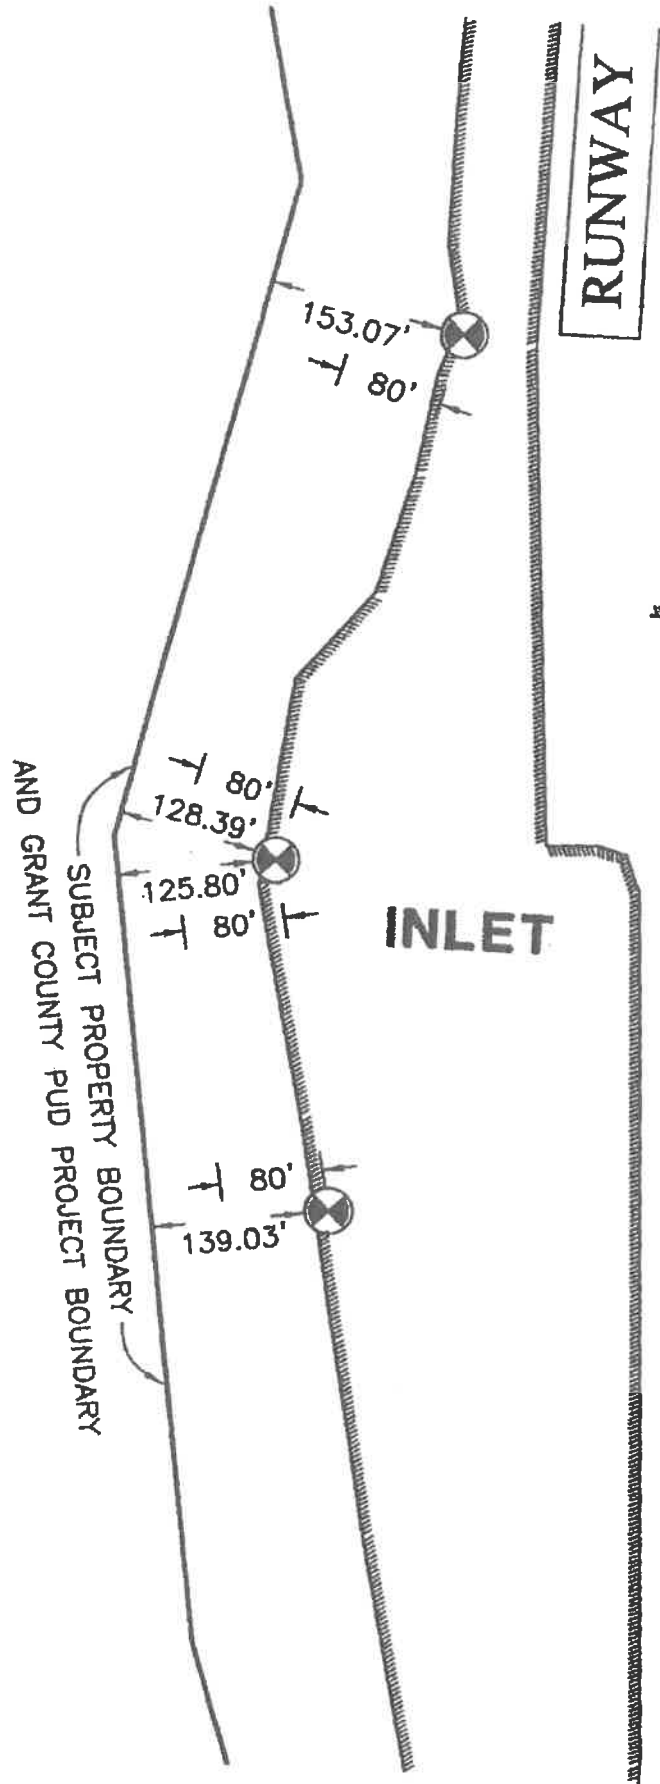 RUNWAY
153.07'
80'
80'
128.39'
125.80'
80'
INLET
80'
139.03'
SUBJECT PROPERTY BOUNDARY
AND GRANT COUNTY PUD PROJECT BOUNDARY